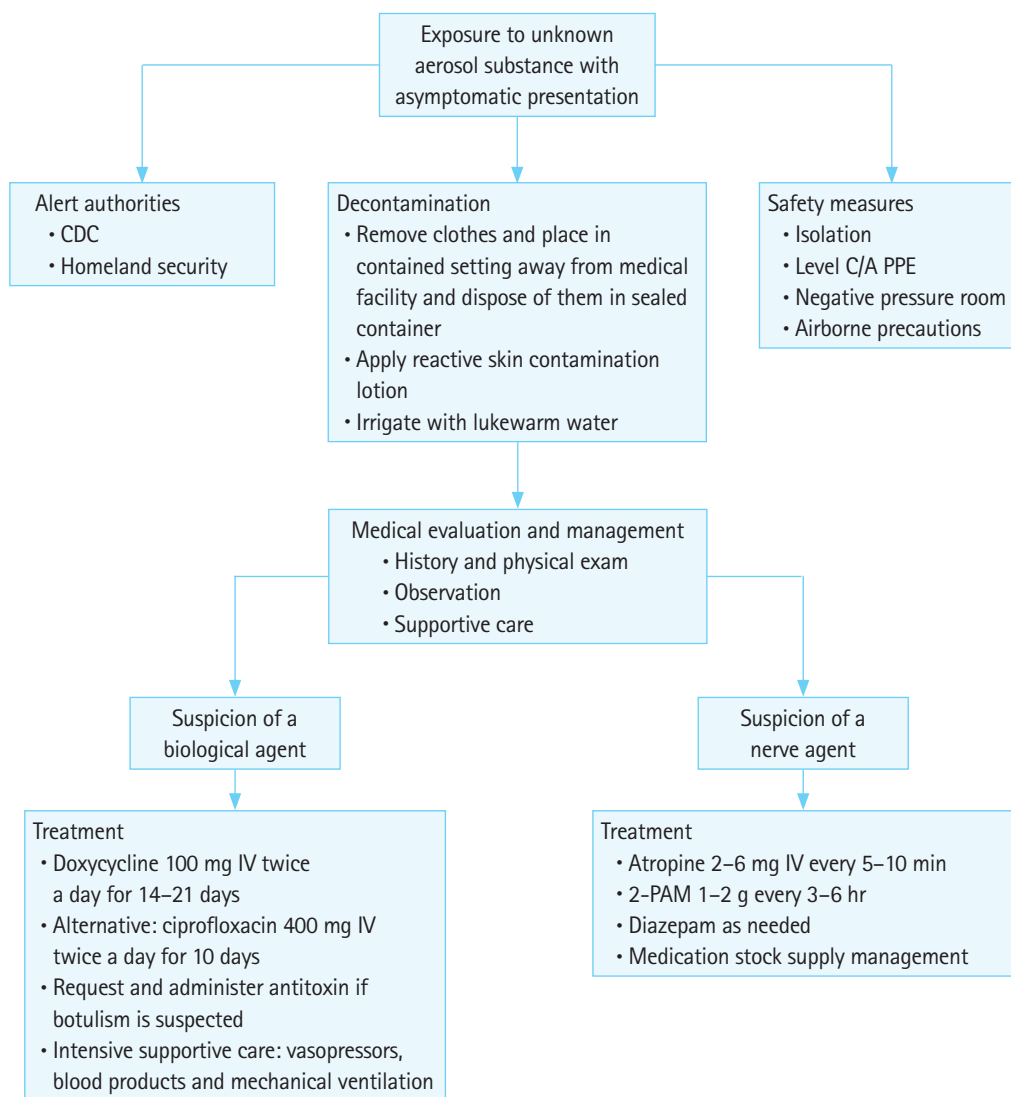 Exposure to unknown
aerosol substance with
asymptomatic presentation
Alert authorities
• CDC
• Homeland security
Decontamination
• Remove clothes and place in
contained setting away from medical
facility and dispose of them in sealed
container
• Apply reactive skin contamination
lotion
• Irrigate with lukewarm water
Safety measures
• Isolation
• Level C/A PPE
• Negative pressure room
• Airborne precautions
Medical evaluation and management
• History and physical exam
• Observation
• Supportive care
Suspicion of a
biological agent
Suspicion of a
nerve agent
Treatment
• Doxycycline 100 mg IV twice
a day for 14–21 days
• Alternative: ciprofloxacin 400 mg IV
twice a day for 10 days
• Request and administer antitoxin if
botulism is suspected
• Intensive supportive care: vasopressors,
blood products and mechanical ventilation
Treatment
• Atropine 2–6 mg IV every 5–10 min
• 2-PAM 1–2 g every 3–6 hr
• Diazepam as needed
• Medication stock supply management